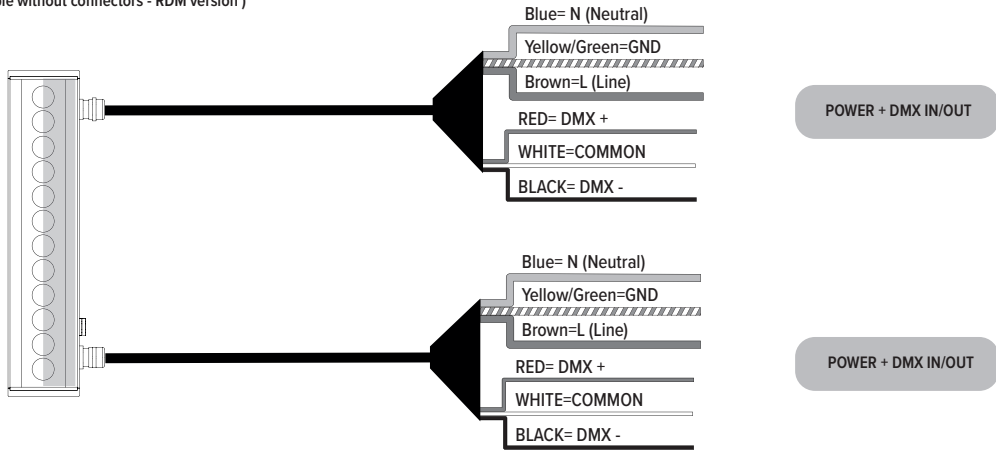 without connectors - RDM version )
Blue= N (Neutral)
Yellow/Green=GND
Brown=L (Line)
RED= DMX +
WHITE=COMMON
BLACK= DMX -
POWER + DMX IN/OUT
Blue= N (Neutral)
Yellow/Green=GND
Brown=L (Line)
RED= DMX +
WHITE=COMMON
BLACK= DMX -
POWER + DMX IN/OUT